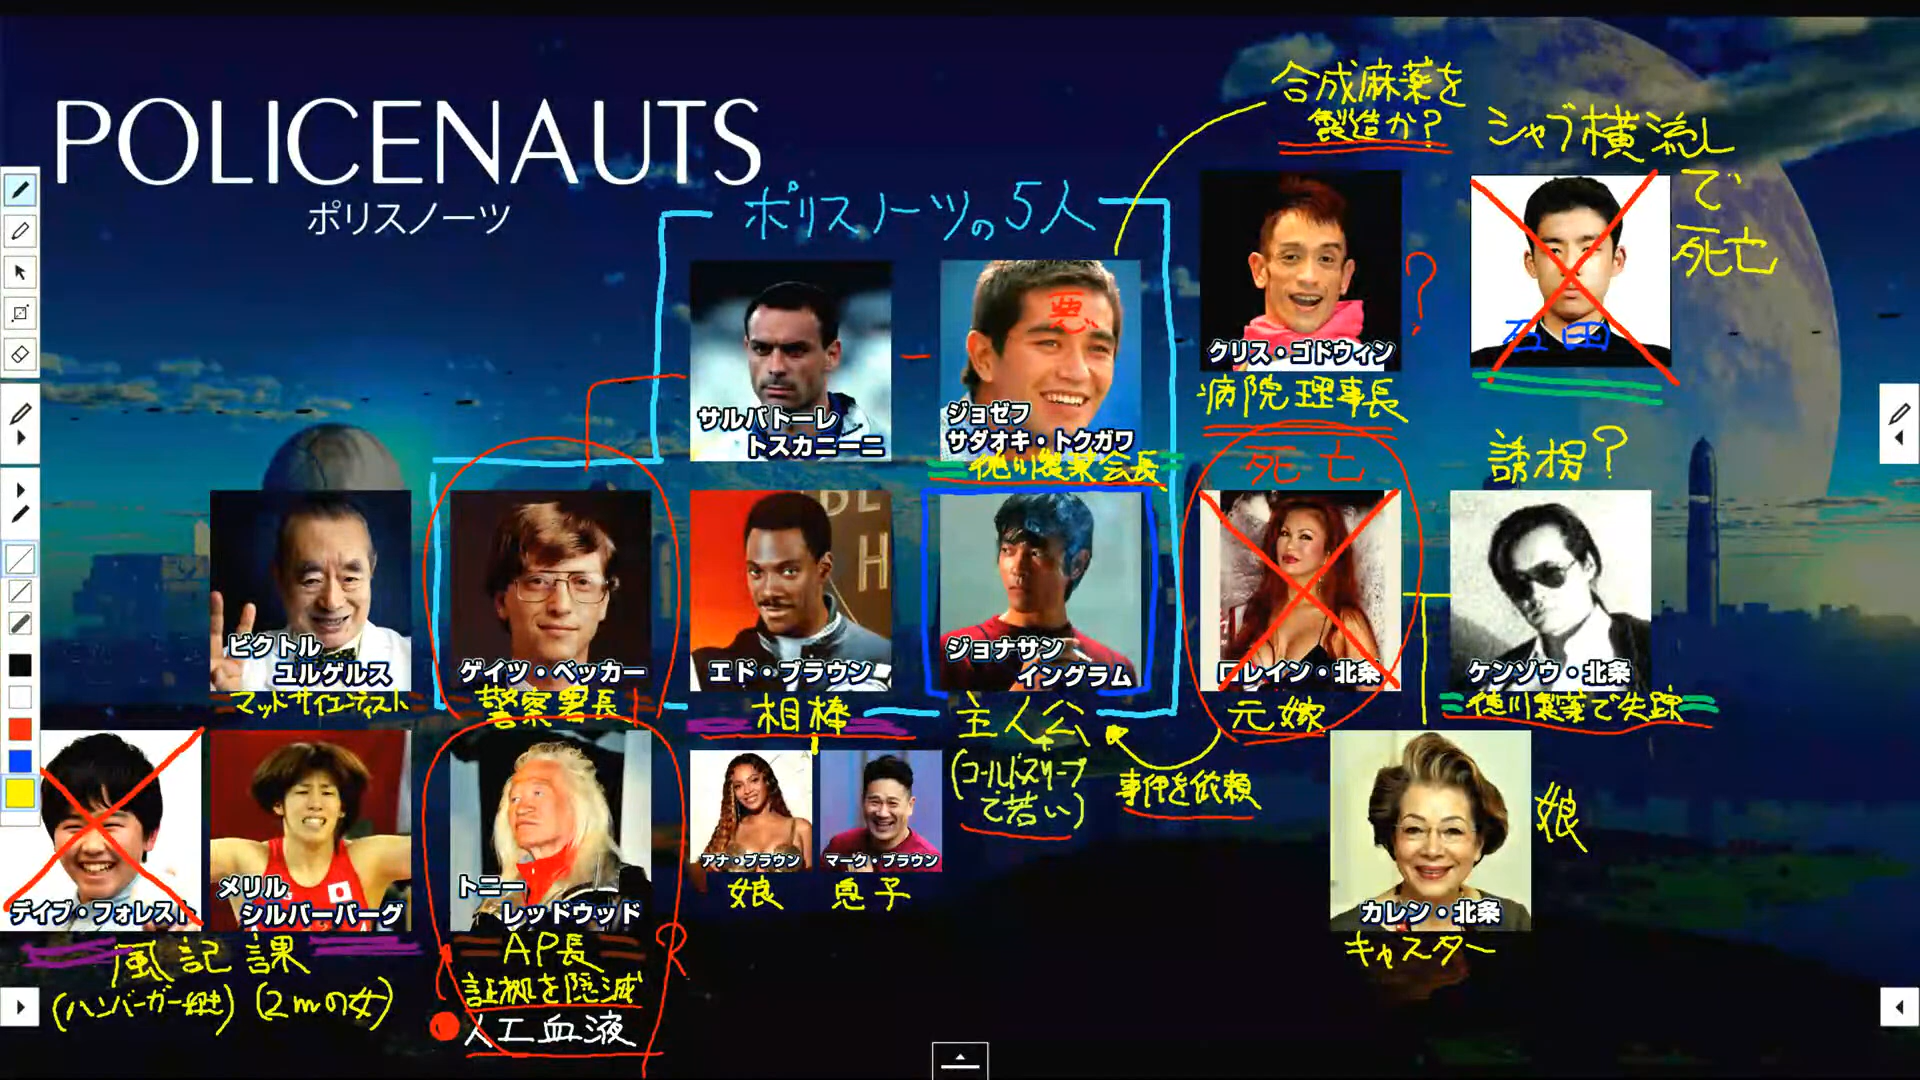 POLICENAUTS
ポリスノーツ
合成麻薬を
製造か?
シャブ横流し
で
死亡
ポリスノーツの5人
悪
サルバトーレ
トスカニーニ
ジョゼフ
サダオキ・トクガワ
徳川製薬会長
クリス・ゴドウィン
?
病院理事長
石田
死亡
誘拐?
ビクトル
ユルゲルス
マッドサイエンティスト
ゲイツ・ベッカー
警察署長
エド・ブラウン
相棒
ジョナサン
イングラム
主人公
(コールドスリープ
で若い)
ロレイン・北条
元嫁
事件を依頼
ケンゾウ・北条
徳川製薬で失踪
デイブ・フォレスト
メリル
シルバーバーグ
風記課
(ハンバーガー) (2mの女)
トニー
レッドウッド
AP長
証拠を隠滅
人工血液
アナ・ブラウン
娘
マーク・ブラウン
息子
カレン・北条
娘
キャスター